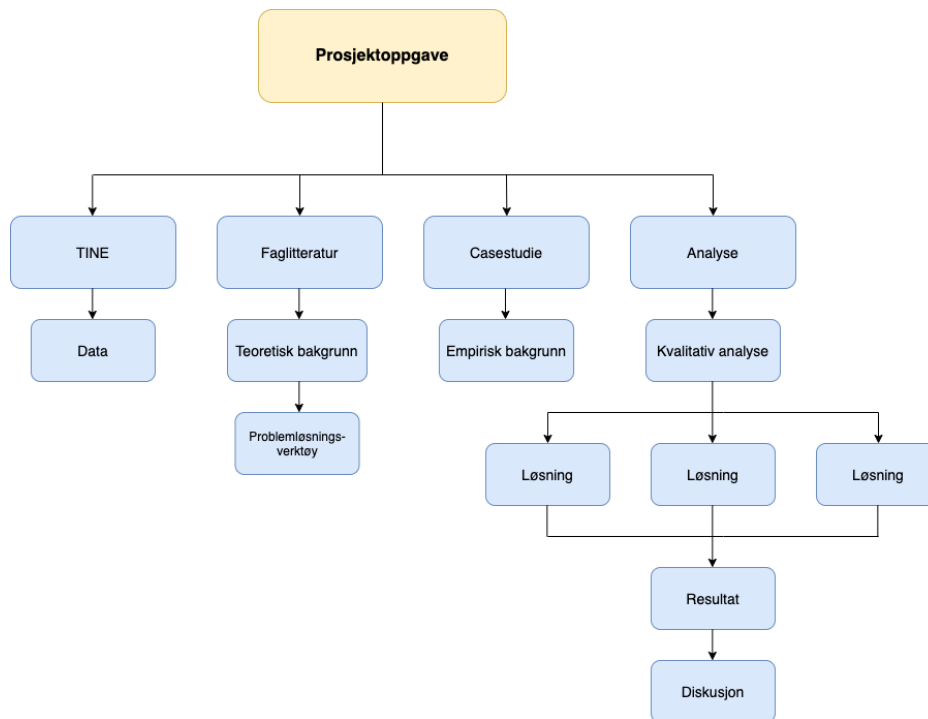 Prosjektoppgave
TINE
Faglitteratur
Casestudie
Analyse
Data
Teoretisk bakgrunn
Empirisk bakgrunn
Kvalitativ analyse
Problemløsnings-
verktøy
Løsning
Løsning
Løsning
Resultat
Diskusjon